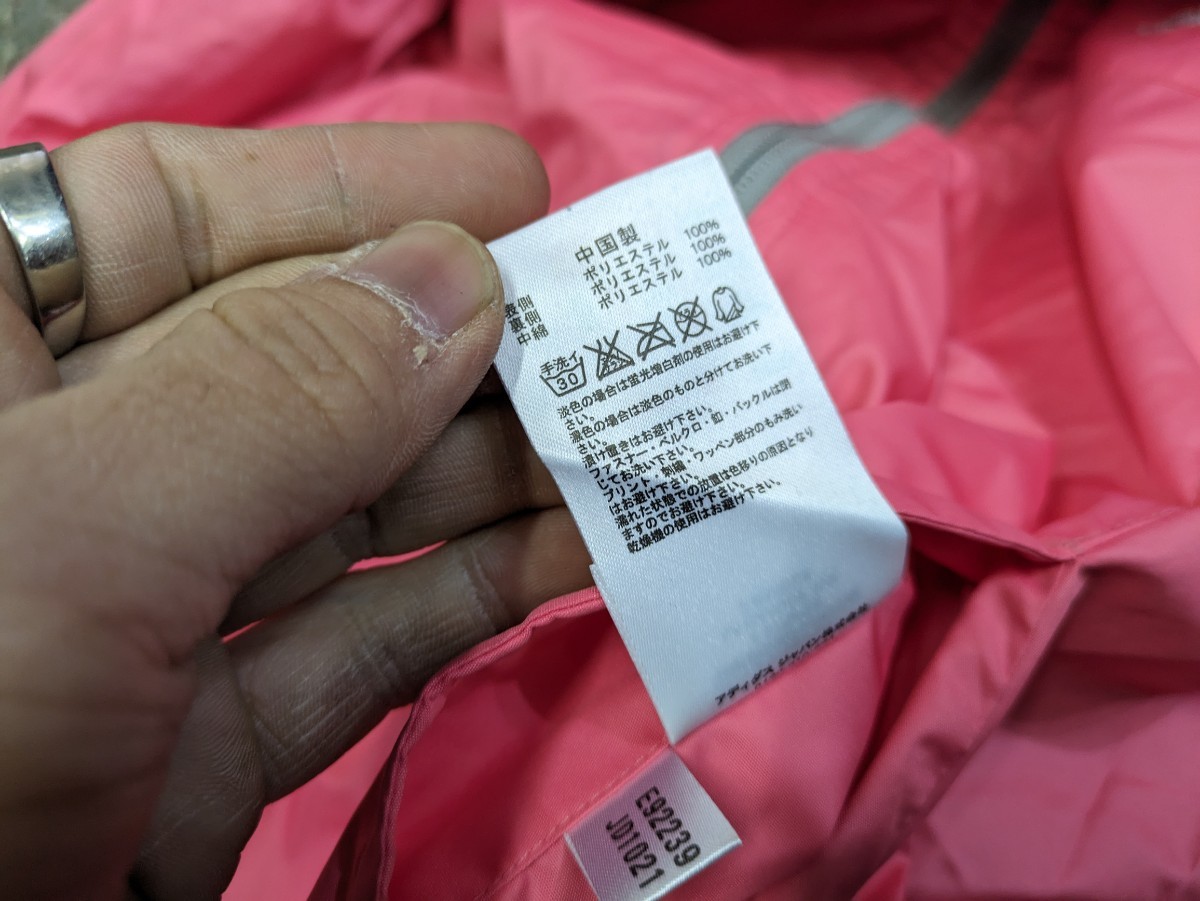 中国製
表側 ポリエステル 100%
裏側 ポリエステル 100%
中綿 ポリエステル 100%
手洗イ
30
淡色の場合は蛍光増白剤の使用はお避け下
さい。
濃色の場合は淡色のものと分けてお洗い下
さい。
漬け置きはお避け下さい。
ファスナー・ベルクロ・釦・バックルは閉
じてお洗い下さい。
プリント、刺繍、ワッペン部分のもみ洗い
はお避け下さい。
濡れた状態での放置は色移りの原因となり
ますのでお避け下さい。
乾燥機の使用はお避け下さい。
アディダス ジャパン株式会社
E92239
JD1021